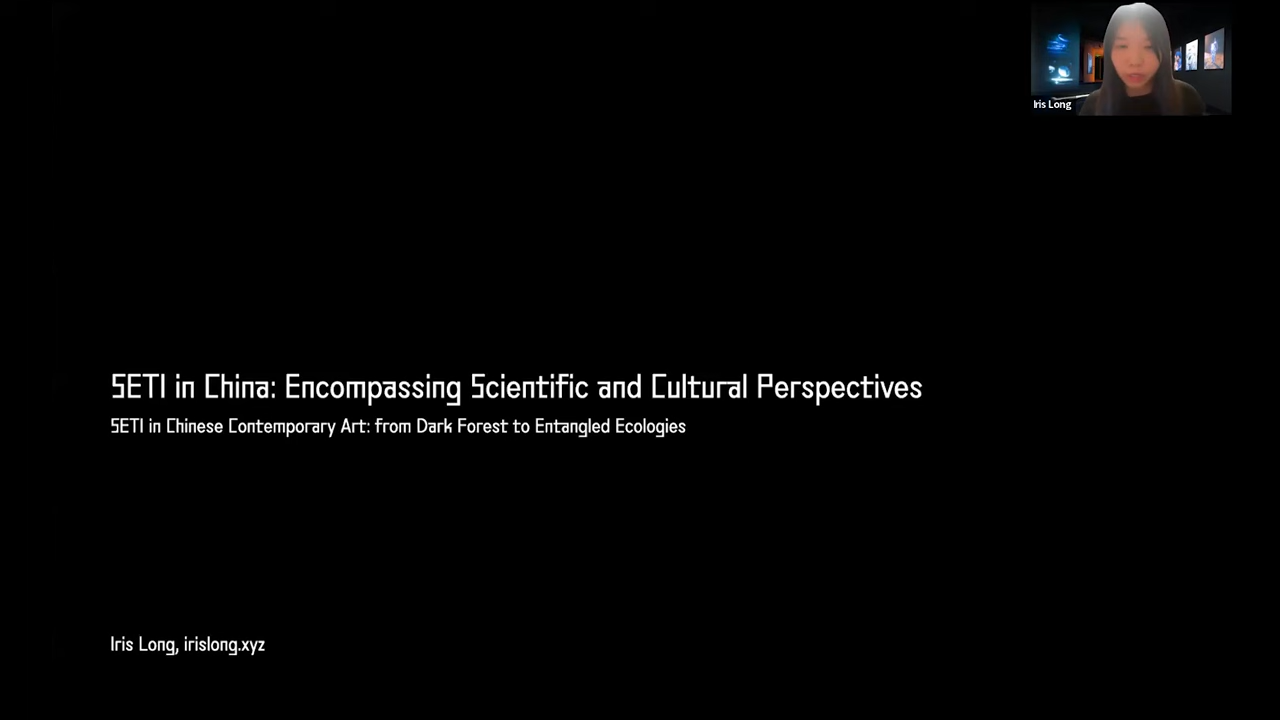 Iris Long
SETI in China: Encompassing Scientific and Cultural Perspectives
SETI in Chinese Contemporary Art: from Dark Forest to Entangled Ecologies
Iris Long, irislong.xyz